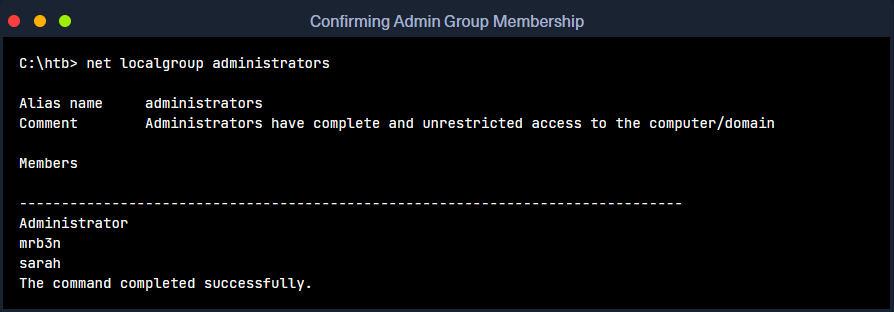 Confirming Admin Group Membership
C:\htb> net localgroup administrators
Alias name     administrators
Comment        Administrators have complete and unrestricted access to the computer/domain
Members
-------------------------------------------------------------------------------
Administrator
mrb3n
sarah
The command completed successfully.